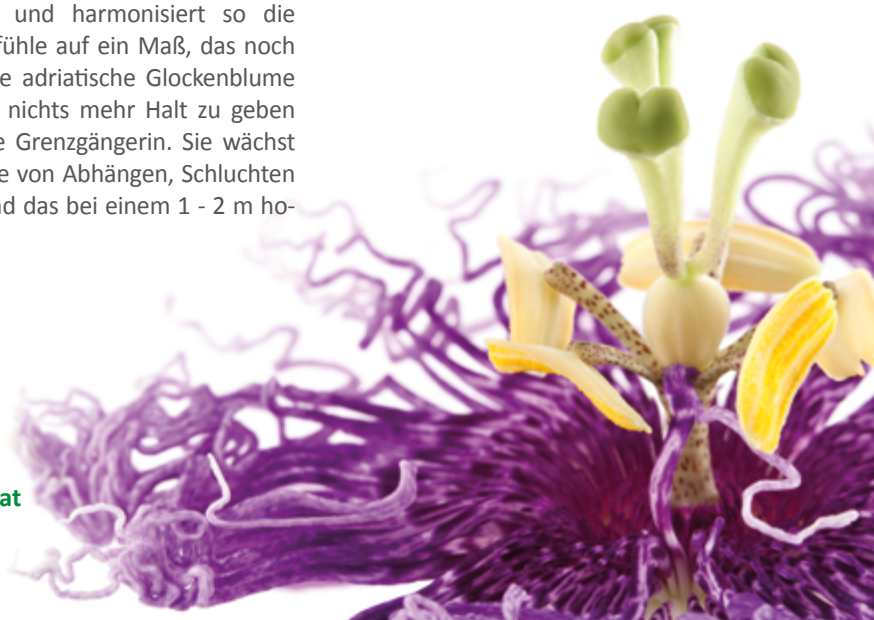 und harmonisiert so die
fühle auf ein Maß, das noch
e adriatische Glockenblume
nichts mehr Halt zu geben
e Grenzgängerin. Sie wächst
e von Abhängen, Schluchten
nd das bei einem 1 - 2 m ho-
at